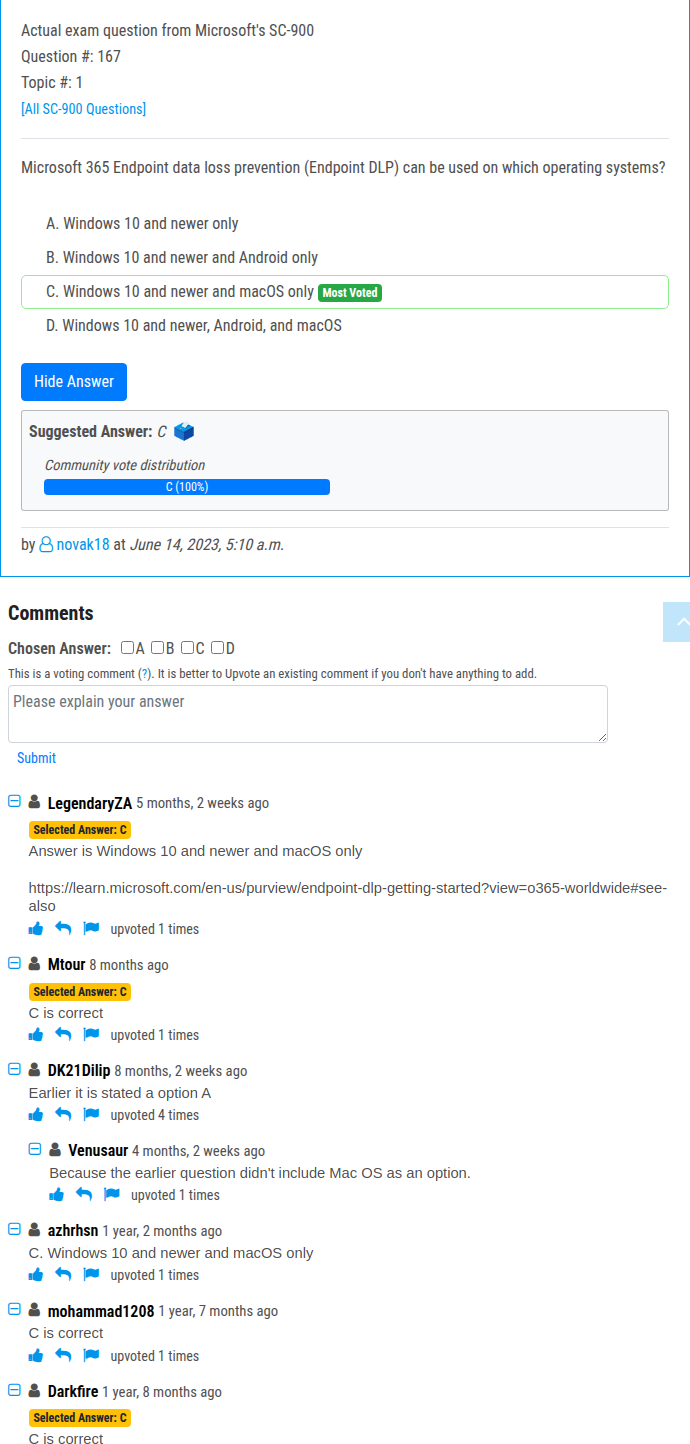 Actual exam question from Microsoft's SC-900
Question #: 167
Topic #: 1
[All SC-900 Questions]
Microsoft 365 Endpoint data loss prevention (Endpoint DLP) can be used on which operating systems?
A. Windows 10 and newer only
B. Windows 10 and newer and Android only
C. Windows 10 and newer and macOS only Most Voted
D. Windows 10 and newer, Android, and macOS
Hide Answer
Suggested Answer: C
Community vote distribution
C (100%)
by novak18 at June 14, 2023, 5:10 a.m.
Comments
Chosen Answer: A B C D
This is a voting comment (?). It is better to Upvote an existing comment if you don't have anything to add.
Please explain your answer
Submit
LegendaryZA 5 months, 2 weeks ago
Selected Answer: C
Answer is Windows 10 and newer and macOS only
https://learn.microsoft.com/en-us/purview/endpoint-dlp-getting-started?view=o365-worldwide#see-
also
upvoted 1 times
Mtour 8 months ago
Selected Answer: C
C is correct
upvoted 1 times
DK21Dilip 8 months, 2 weeks ago
Earlier it is stated a option A
upvoted 4 times
Venusaur 4 months, 2 weeks ago
Because the earlier question didn't include Mac OS as an option.
upvoted 1 times
azhrhsn 1 year, 2 months ago
C. Windows 10 and newer and macOS only
upvoted 1 times
mohammad1208 1 year, 7 months ago
C is correct
upvoted 1 times
Darkfire 1 year, 8 months ago
Selected Answer: C
C is correct